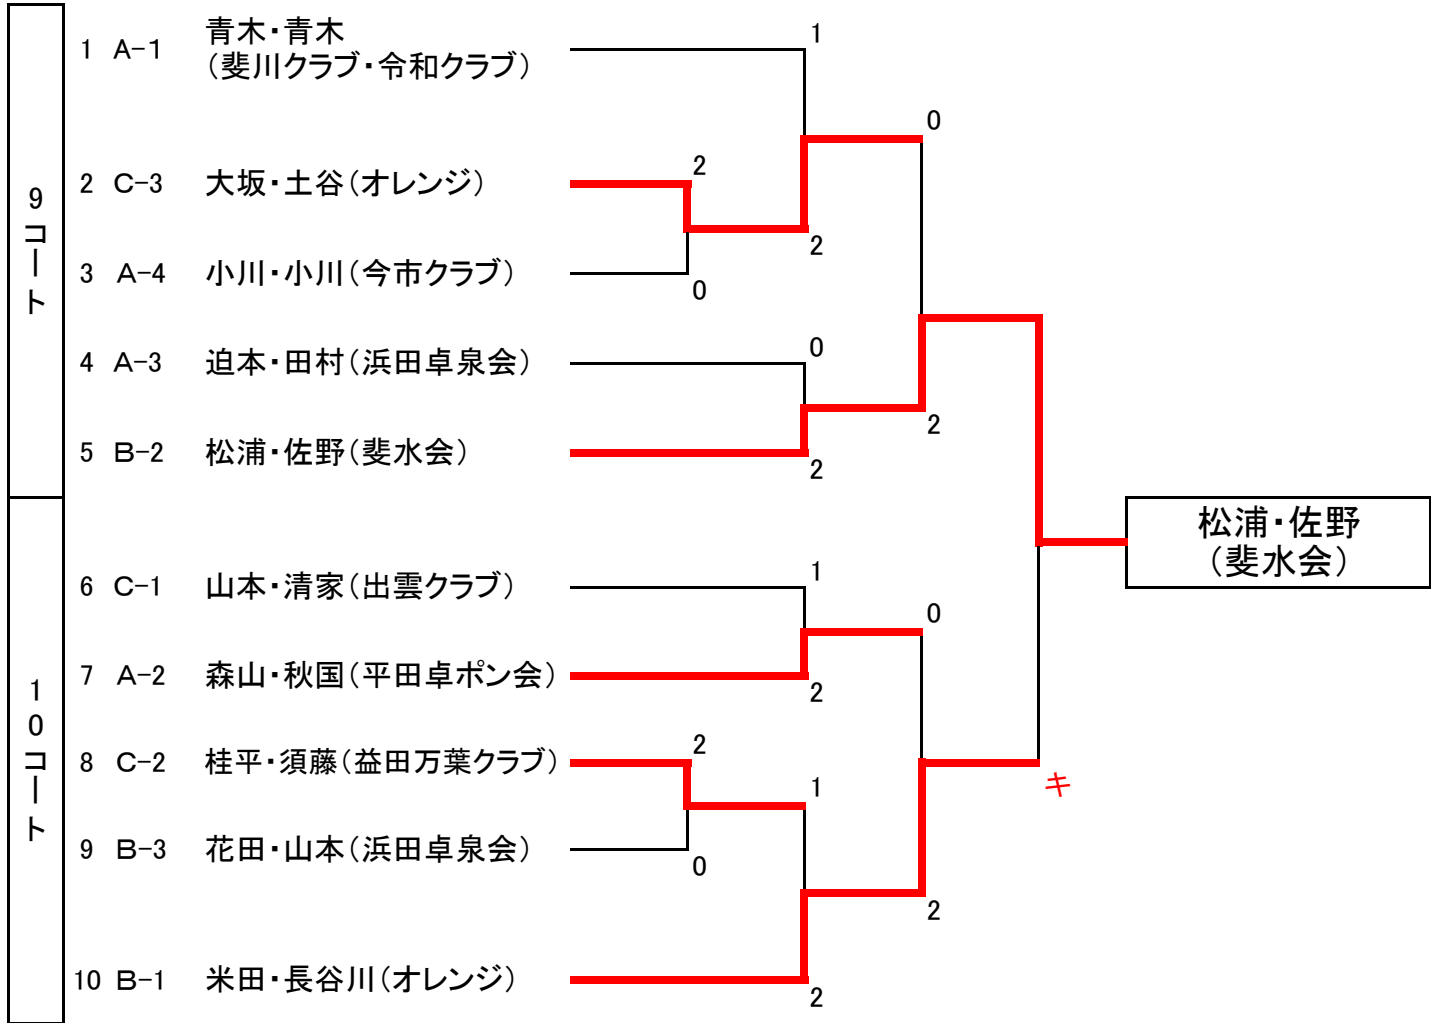 9コート
1 A-1 青木・青木
(斐川クラブ・令和クラブ)
1
0
2 C-3 大坂・土谷(オレンジ)
2
2
3 A-4 小川・小川(今市クラブ)
0
4 A-3 迫本・田村(浜田卓泉会)
0
2
5 B-2 松浦・佐野(斐水会)
2
松浦・佐野
(斐水会)
10コート
6 C-1 山本・清家(出雲クラブ)
1
0
7 A-2 森山・秋国(平田卓ポン会)
2
8 C-2 桂平・須藤(益田万葉クラブ)
2
1
キ
9 B-3 花田・山本(浜田卓泉会)
0
2
10 B-1 米田・長谷川(オレンジ)
2